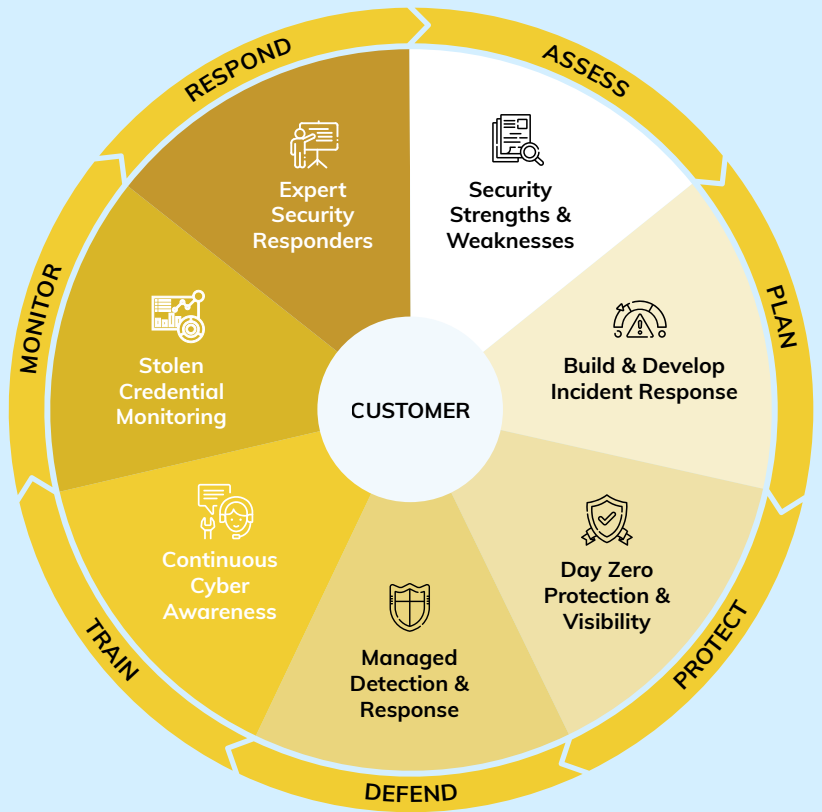 ASSESS
Security
Strengths &
Weaknesses
PLAN
Build & Develop
Incident Response
PROTECT
Day Zero
Protection &
Visibility
DEFEND
Managed
Detection &
Response
TRAIN
Continuous
Cyber
Awareness
MONITOR
Stolen
Credential
Monitoring
RESPOND
Expert
Security
Responders
CUSTOMER